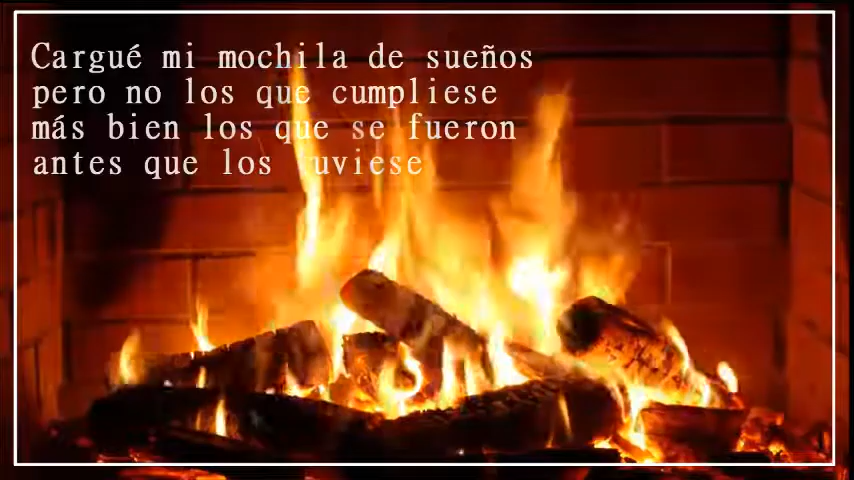 Cargué mi mochila de sueños
pero no los que cumpliese
más bien los que se fueron
antes que los tuviese